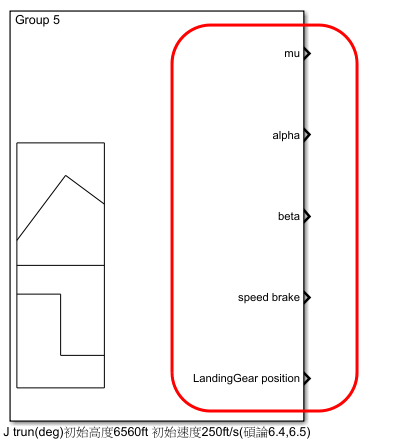 Group 5
mu
alpha
beta
speed brake
LandingGear position
J trun(deg)初始高度6560ft 初始速度250ft/s(碩論6.4,6.5)